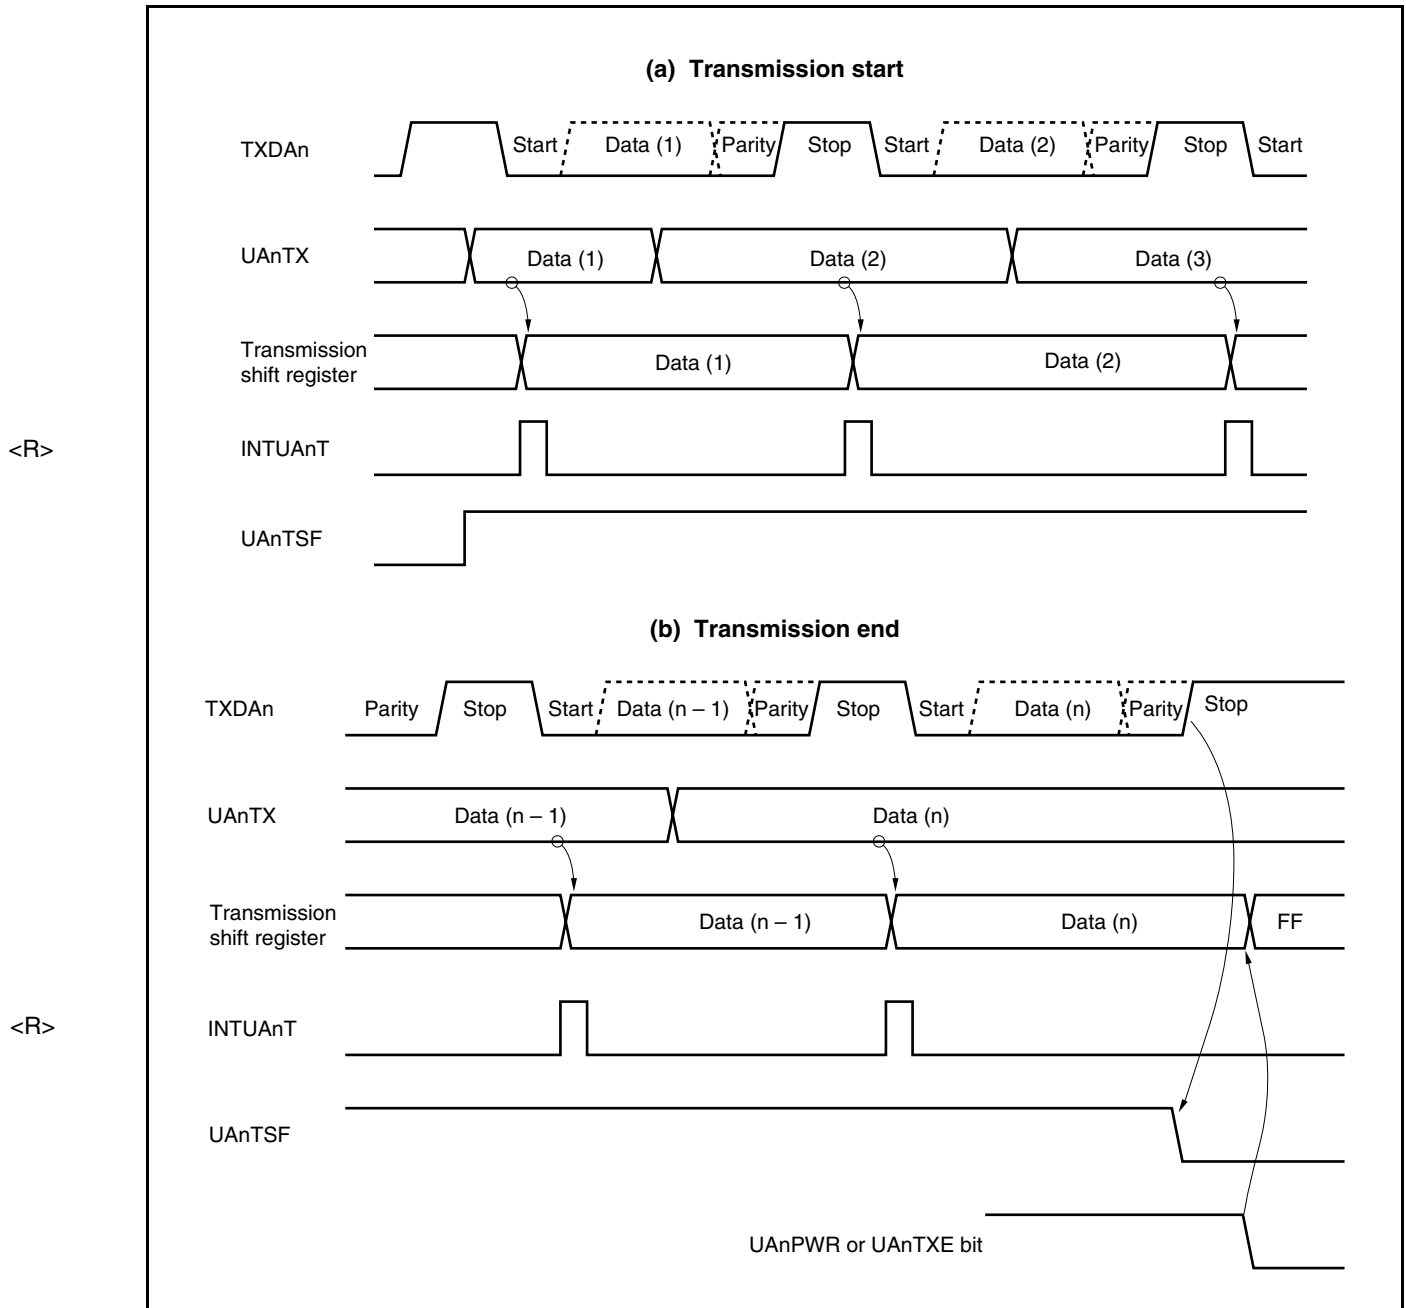 (a) Transmission start
TXDAn
Start Data (1) Parity Stop Start Data (2) Parity Stop Start
UAnTX
Data (1) Data (2) Data (3)
Transmission
shift register
Data (1) Data (2)
<R>
INTUAnT
UAnTSF
(b) Transmission end
TXDAn
Parity Stop Start Data (n – 1) Parity Stop Start Data (n) Parity Stop
UAnTX
Data (n – 1) Data (n)
Transmission
shift register
Data (n – 1) Data (n) FF
<R>
INTUAnT
UAnTSF
UAnPWR or UAnTXE bit